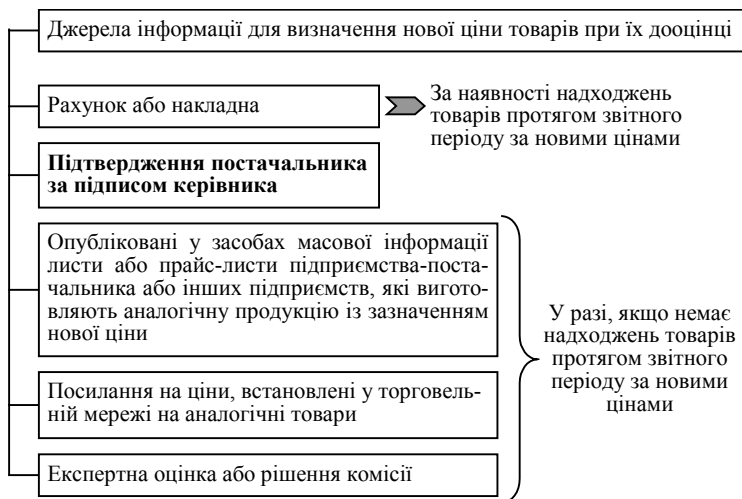 Джерела інформації для визначення нової ціни товарів при їх дооцінці
Рахунок або накладна
За наявності надходжень
товарів протягом звітного
періоду за новими цінами
Підтвердження постачальника
за підписом керівника
Опубліковані у засобах масової інформації
листи або прайс-листи підприємства-поста-
чальника або інших підприємств, які виготов-
ляють аналогічну продукцію із зазначенням
нової ціни
Посилання на ціни, встановлені у торговель-
ній мережі на аналогічні товари
Експертна оцінка або рішення комісії
У разі, якщо немає
надходжень товарів
протягом звітного
періоду за новими
цінами